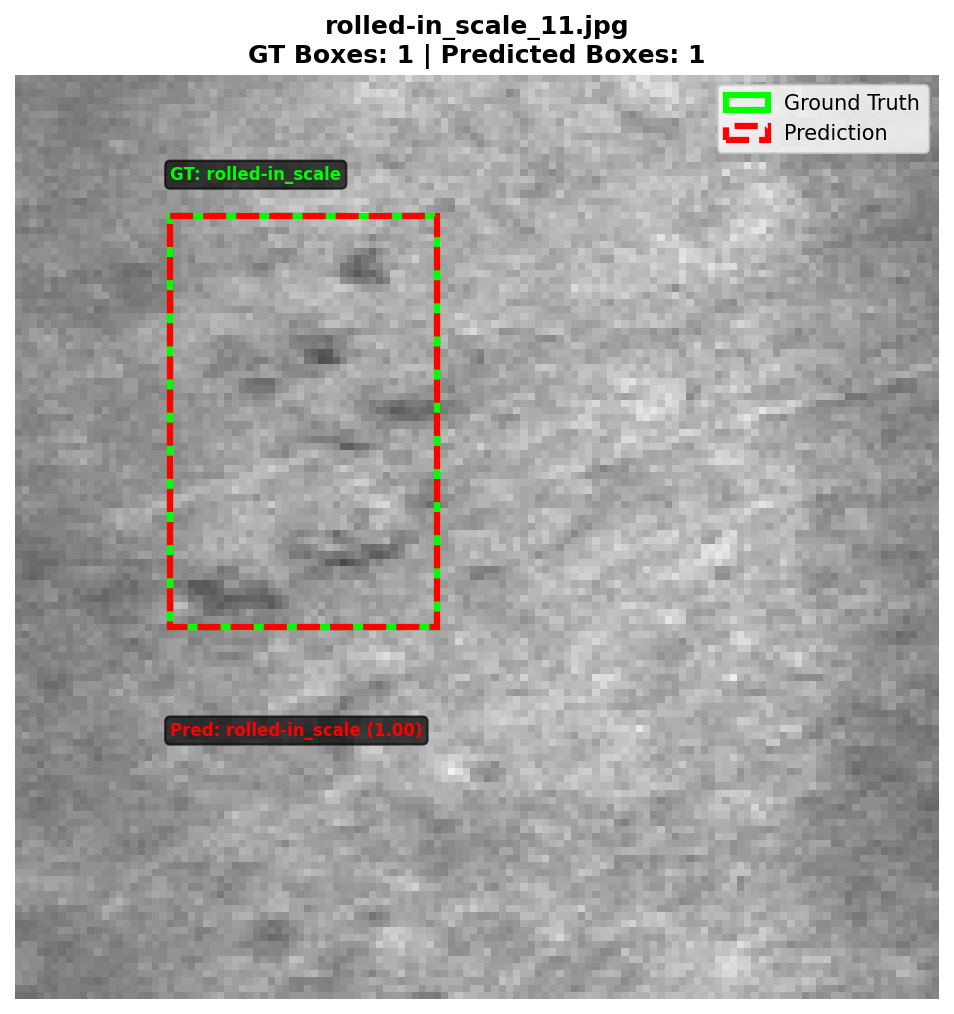 rolled-in_scale_11.jpg
GT Boxes: 1 | Predicted Boxes: 1
Ground Truth
Prediction
GT: rolled-in_scale
Pred: rolled-in_scale (1.00)